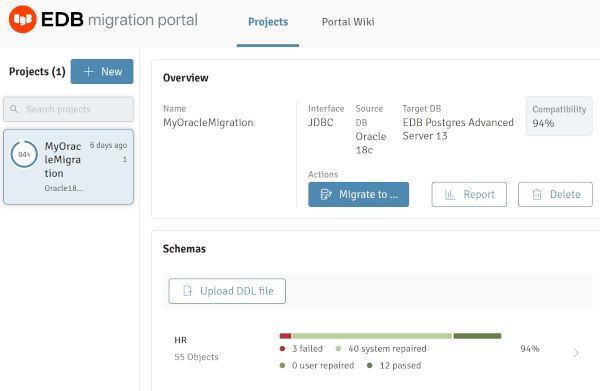 EDB migration portal
Projects
Portal Wiki
Projects (1)
New
Search projects
94%
MyOrac
leMigra
tion
6 days ago
1
Oracle18...
Overview
Name
MyOracleMigration
Interface
JDBC
Source
DB
Oracle
18c
Target DB
EDB Postgres Advanced
Server 13
Compatibility
94%
Actions
Migrate to ...
Report
Delete
Schemas
Upload DDL file
HR
55 Objects
3 failed
40 system repaired
0 user repaired
12 passed
94%